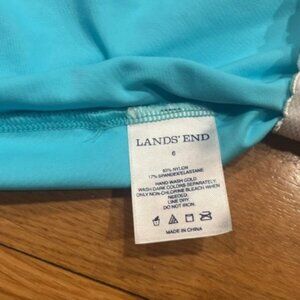 LANDS' END
6
83% NYLON
17% SPANDEX/ELASTANE
HAND WASH COLD.
WASH DARK COLORS SEPARATELY.
ONLY NON-CHLORINE BLEACH WHEN
NEEDED.
LINE DRY
DO NOT IRON.
MADE IN CHINA